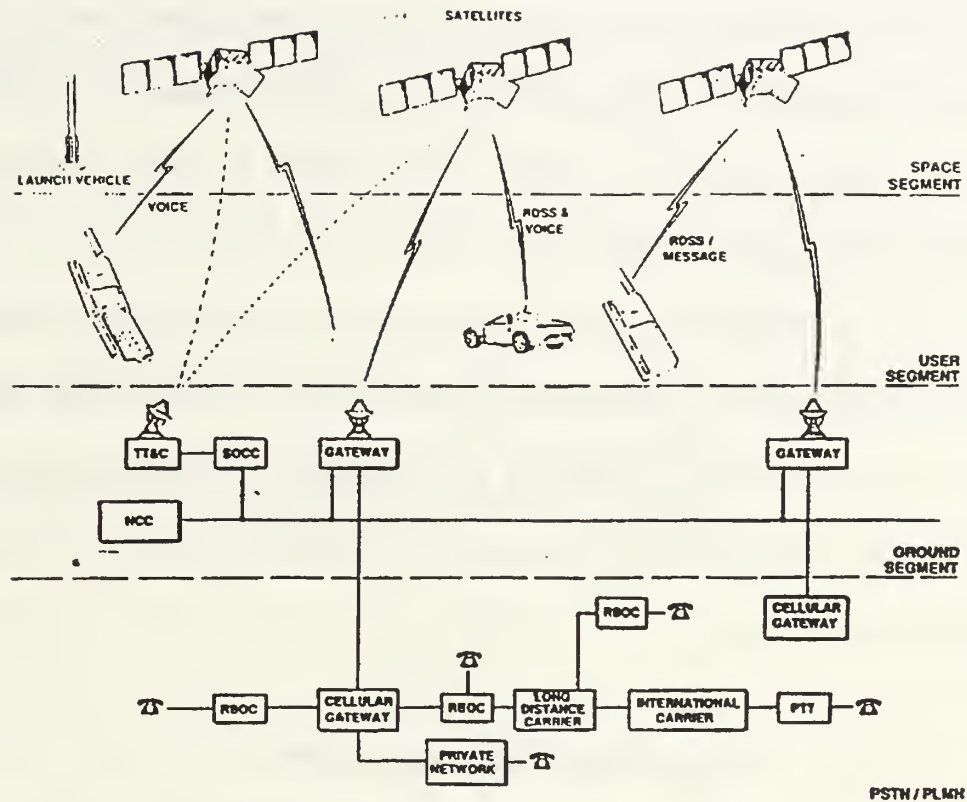 SATELLITES
LAUNCH VEHICLE
SPACE
SEGMENT
VOICE
RDSS &
VOICE
RDSS /
MESSAGE
USER
SEGMENT
TT&C
SOCC
GATEWAY
GATEWAY
NCC
GROUND
SEGMENT
RBOC
CELLULAR
GATEWAY
RBOC
CELLULAR
GATEWAY
RBOC
LONG
DISTANCE
CARRIER
INTERNATIONAL
CARRIER
PTT
PRIVATE
NETWORK
PSTN / PLMN